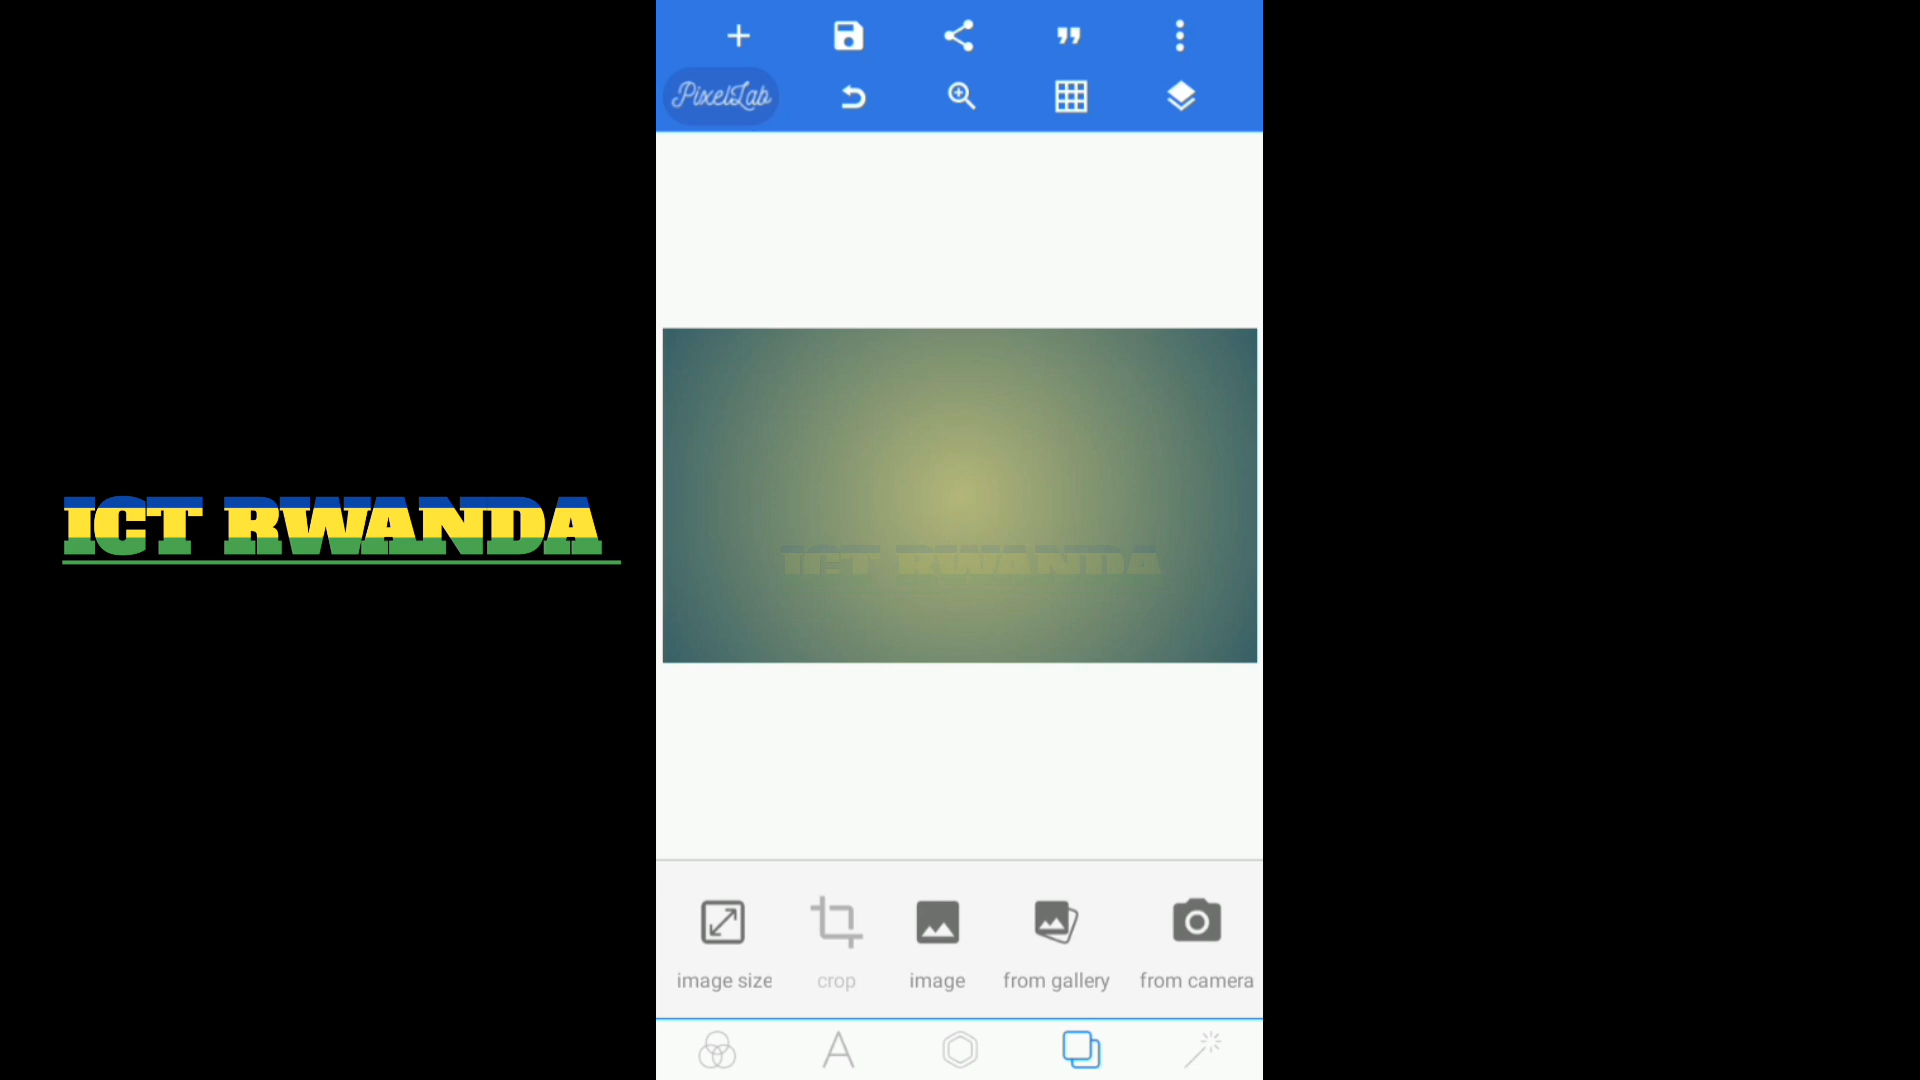 PixelLab
ICT RWANDA
ICT RWANDA
image size
crop
image
from gallery
from camera